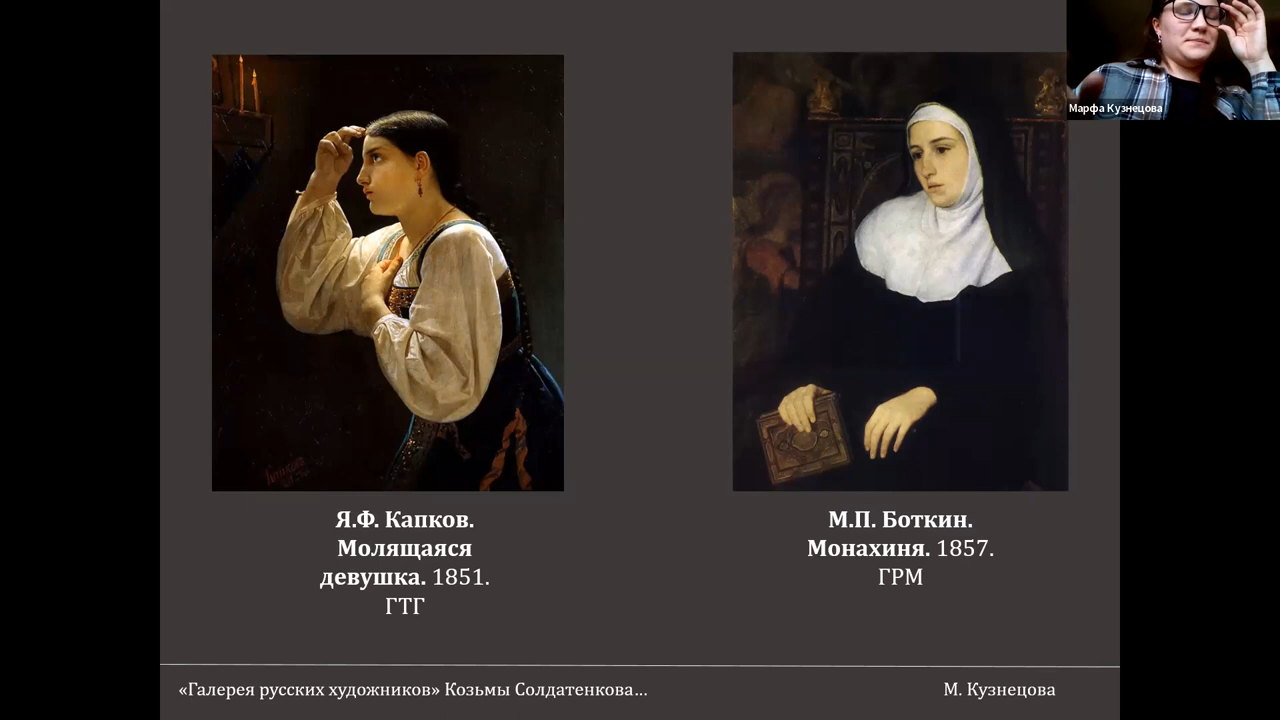 Марфа Кузнецова
Я.Ф. Капков.
Молящаяся
девушка. 1851.
ГТГ
М.П. Боткин.
Монахиня. 1857.
ГРМ
«Галерея русских художников» Козьмы Солдатенкова...
М. Кузнецова